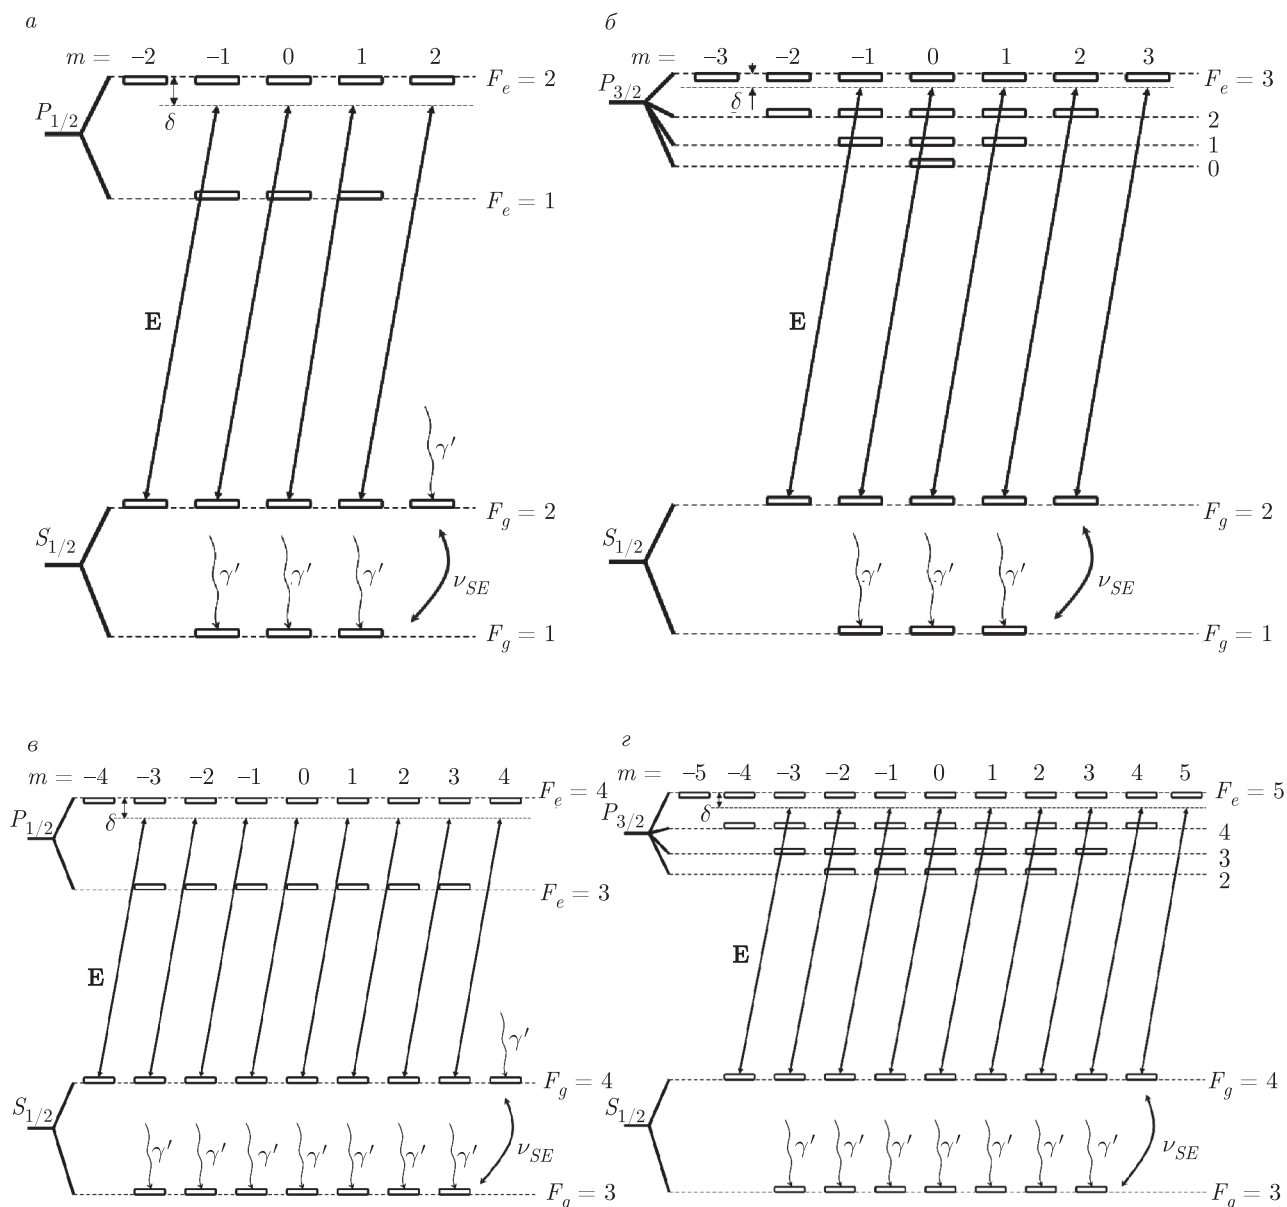 а
m = –2 –1 0 1 2
F_e = 2
P_{1/2}
δ
F_e = 1
E
γ′
F_g = 2
S_{1/2}
γ′ γ′ γ′
ν_{SE}
F_g = 1
б
m = –3 –2 –1 0 1 2 3
F_e = 3
P_{3/2}
δ
2
1
0
E
F_g = 2
S_{1/2}
γ′ γ′ γ′
ν_{SE}
F_g = 1
в
m = –4 –3 –2 –1 0 1 2 3 4
F_e = 4
P_{1/2}
δ
F_e = 3
E
γ′
F_g = 4
S_{1/2}
γ′ γ′ γ′ γ′ γ′ γ′ γ′
ν_{SE}
F_g = 3
г
m = –5 –4 –3 –2 –1 0 1 2 3 4 5
F_e = 5
P_{3/2}
δ
4
3
2
E
F_g = 4
S_{1/2}
γ′ γ′ γ′ γ′ γ′ γ′ γ′
ν_{SE}
F_g = 3